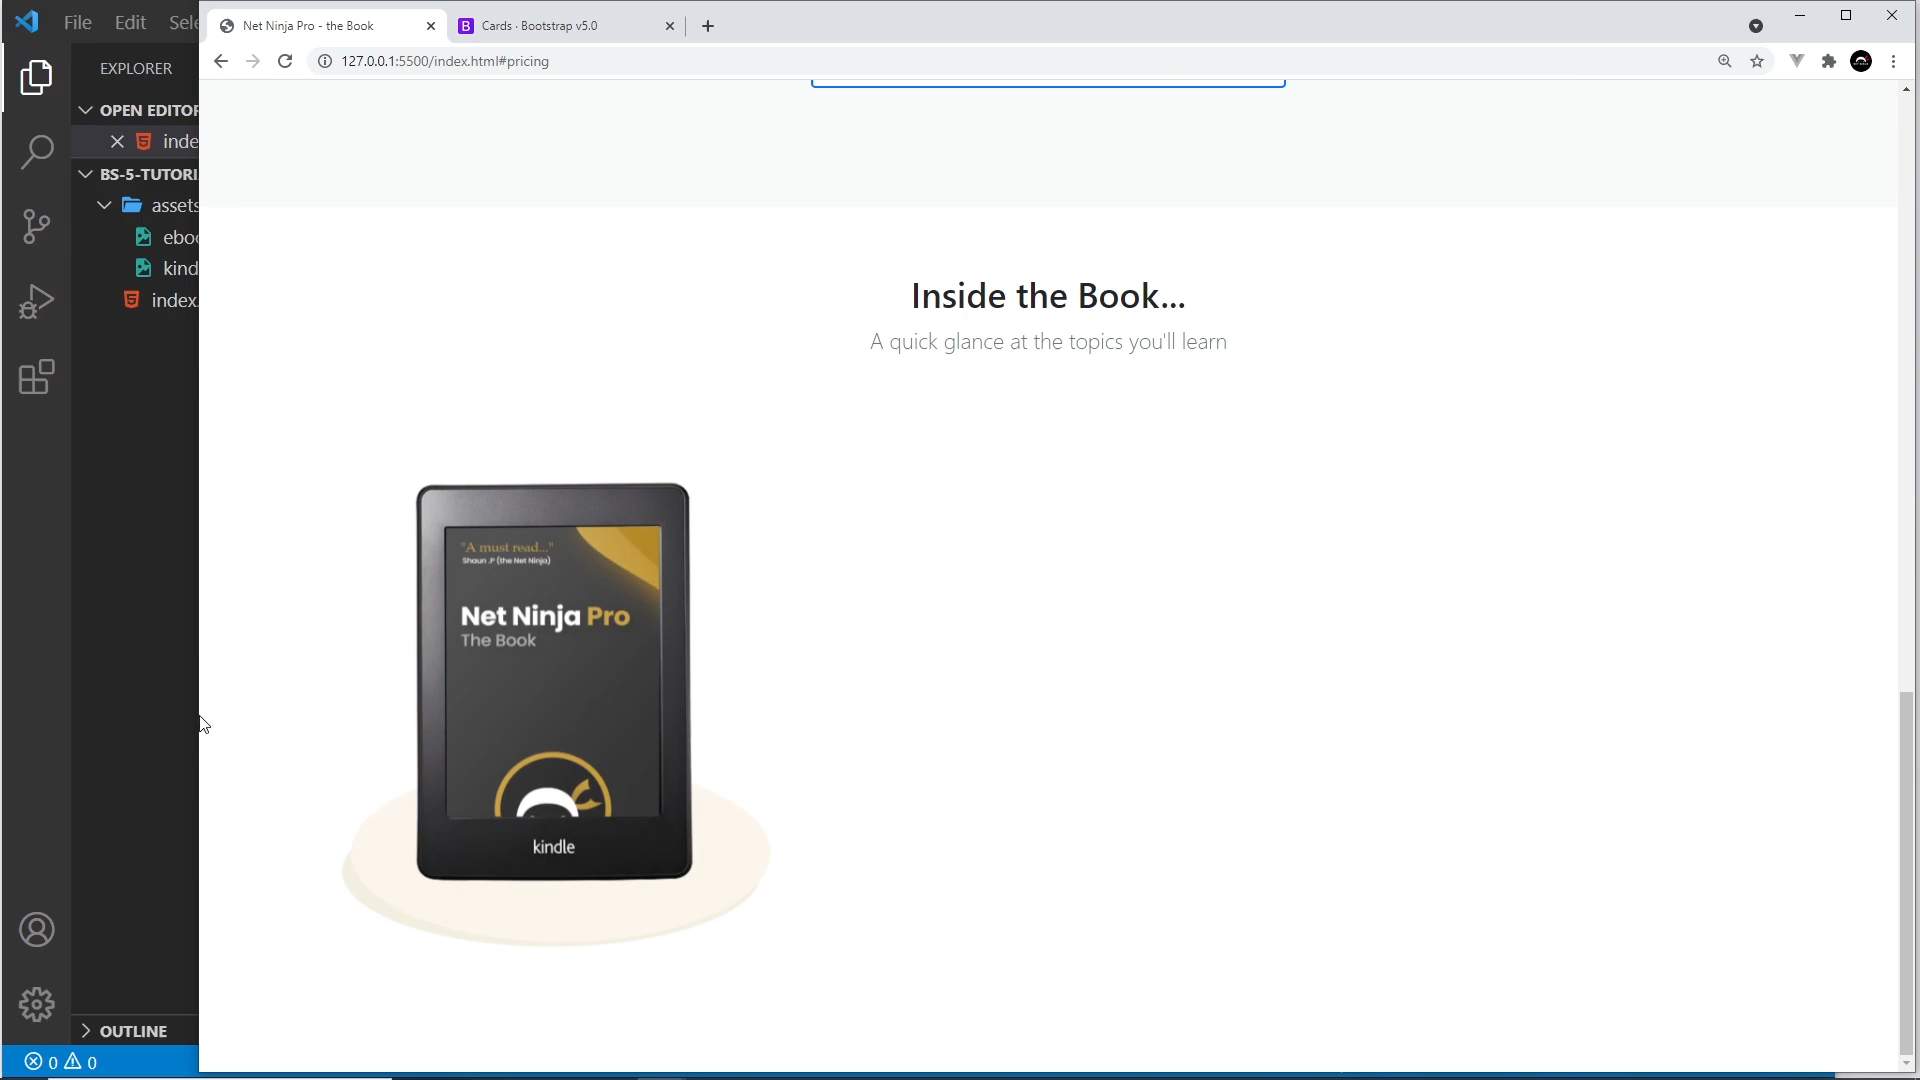 File Edit Sele
Net Ninja Pro - the Book
Cards · Bootstrap v5.0
127.0.0.1:5500/index.html#pricing
EXPLORER
OPEN EDITOR
inde
BS-5-TUTORI
assets
eboo
kind
index.
OUTLINE
0 0
Inside the Book...
A quick glance at the topics you'll learn
"A must read..."
Shaun .P (the Net Ninja)
Net Ninja Pro
The Book
kindle